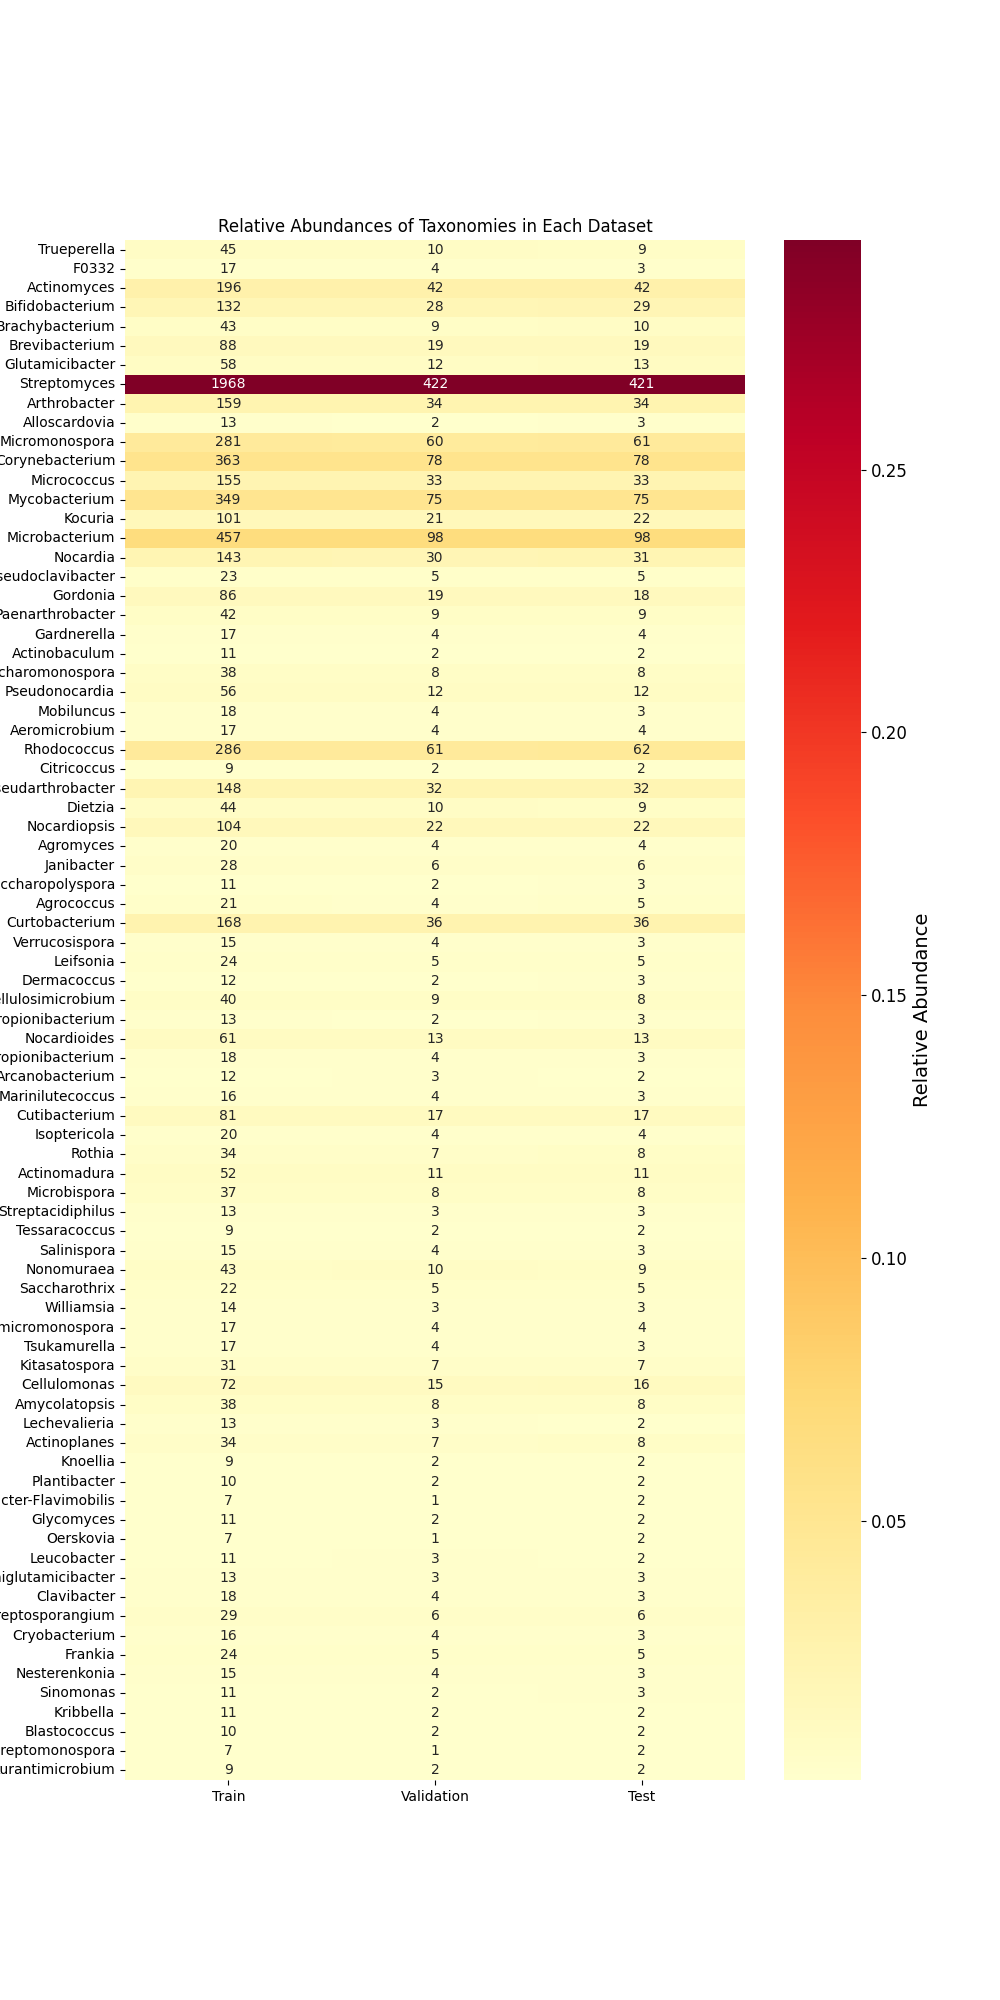 Relative Abundances of Taxonomies in Each Dataset
Trueperella 45 10 9
F0332 17 4 3
Actinomyces 196 42 42
Bifidobacterium 132 28 29
Brachybacterium 43 9 10
Brevibacterium 88 19 19
Glutamicibacter 58 12 13
Streptomyces 1968 422 421
Arthrobacter 159 34 34
Alloscardovia 13 2 3
Micromonospora 281 60 61
Corynebacterium 363 78 78
Micrococcus 155 33 33
Mycobacterium 349 75 75
Kocuria 101 21 22
Microbacterium 457 98 98
Nocardia 143 30 31
seudoclavibacter 23 5 5
Gordonia 86 19 18
Paenarthrobacter 42 9 9
Gardnerella 17 4 4
Actinobaculum 11 2 2
charomonospora 38 8 8
Pseudonocardia 56 12 12
Mobiluncus 18 4 3
Aeromicrobium 17 4 4
Rhodococcus 286 61 62
Citricoccus 9 2 2
eudarthrobacter 148 32 32
Dietzia 44 10 9
Nocardiopsis 104 22 22
Agromyces 20 4 4
Janibacter 28 6 6
ccharopolyspora 11 2 3
Agrococcus 21 4 5
Curtobacterium 168 36 36
Verrucosispora 15 4 3
Leifsonia 24 5 5
Dermacoccus 12 2 3
ellulosimicrobium 40 9 8
ropionibacterium 13 2 3
Nocardioides 61 13 13
ropionibacterium 18 4 3
Arcanobacterium 12 3 2
Marinilutecoccus 16 4 3
Cutibacterium 81 17 17
Isoptericola 20 4 4
Rothia 34 7 8
Actinomadura 52 11 11
Microbispora 37 8 8
Streptacidiphilus 13 3 3
Tessaracoccus 9 2 2
Salinispora 15 4 3
Nonomuraea 43 10 9
Saccharothrix 22 5 5
Williamsia 14 3 3
micromonospora 17 4 4
Tsukamurella 17 4 3
Kitasatospora 31 7 7
Cellulomonas 72 15 16
Amycolatopsis 38 8 8
Lechevalieria 13 3 2
Actinoplanes 34 7 8
Knoellia 9 2 2
Plantibacter 10 2 2
cter-Flavimobilis 7 1 2
Glycomyces 11 2 2
Oerskovia 7 1 2
Leucobacter 11 3 2
niglutamicibacter 13 3 3
Clavibacter 18 4 3
reptosporangium 29 6 6
Cryobacterium 16 4 3
Frankia 24 5 5
Nesterenkonia 15 4 3
Sinomonas 11 2 3
Kribbella 11 2 2
Blastococcus 10 2 2
reptomonospora 7 1 2
urantimicrobium 9 2 2
Train Validation Test
0.25
0.20
0.15
0.10
0.05
Relative Abundance